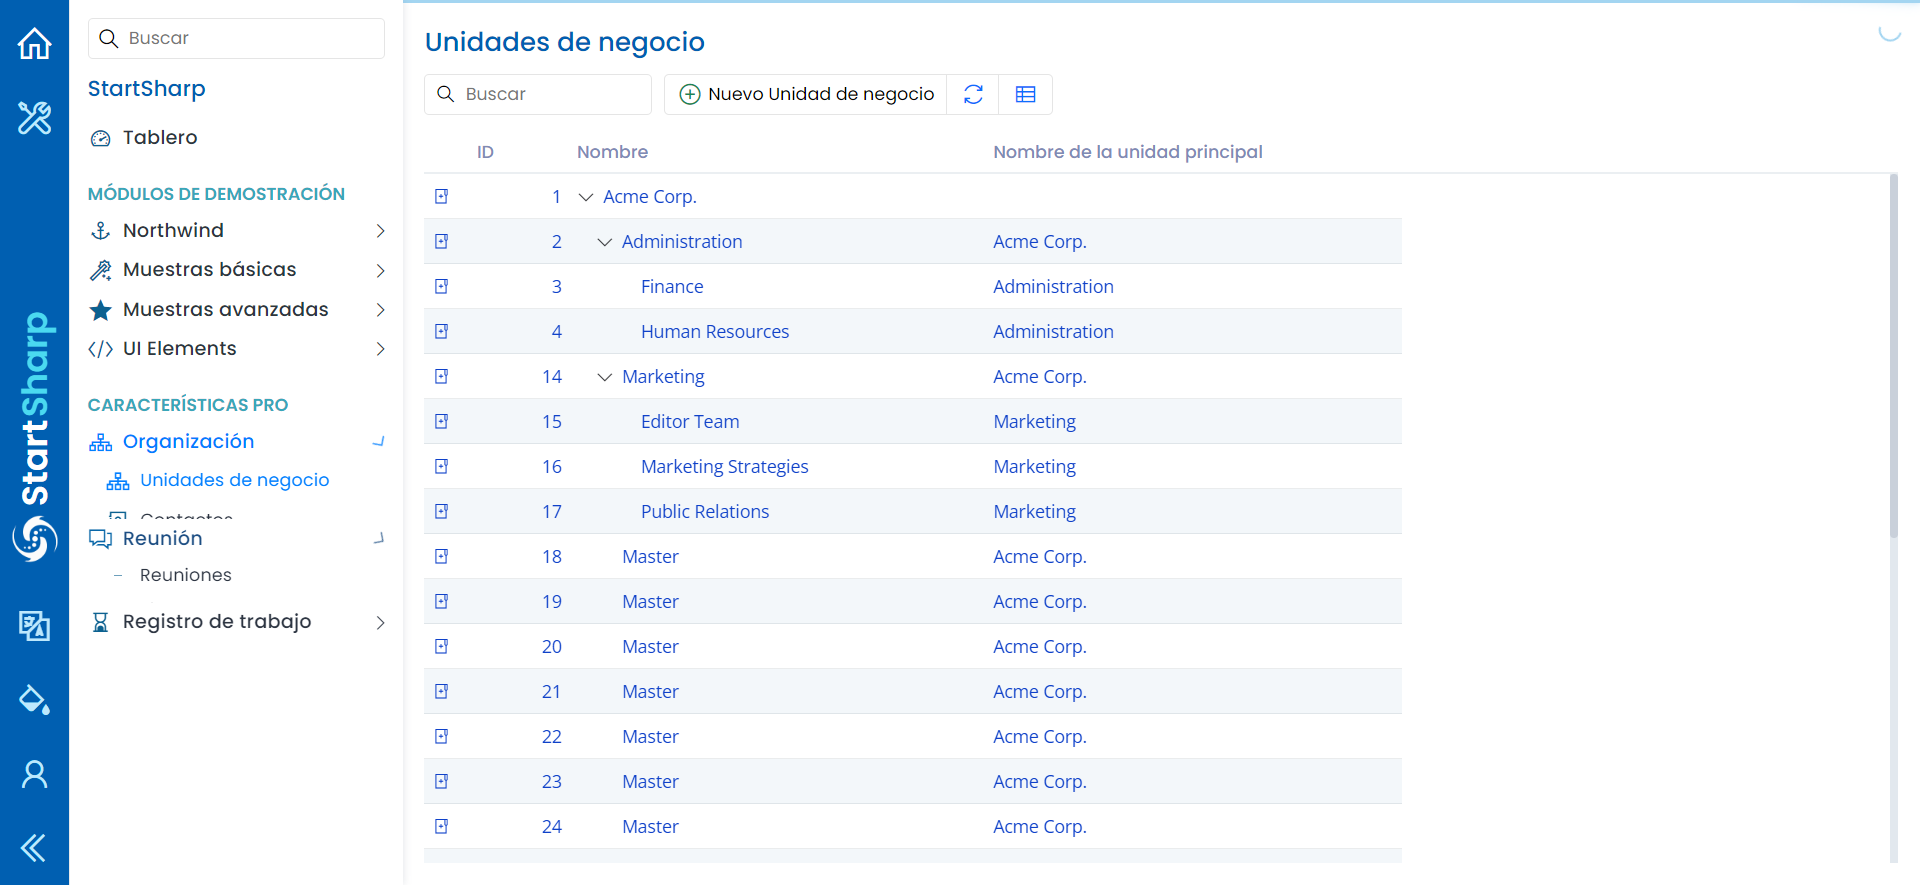 StartSharp
Buscar
StartSharp
Tablero
MÓDULOS DE DEMOSTRACIÓN
Northwind
Muestras básicas
Muestras avanzadas
UI Elements
CARACTERÍSTICAS PRO
Organización
Unidades de negocio
Contactos
Reunión
Reuniones
Registro de trabajo
Unidades de negocio
Buscar
Nuevo Unidad de negocio
ID Nombre Nombre de la unidad principal
1 Acme Corp.
2 Administration Acme Corp.
3 Finance Administration
4 Human Resources Administration
14 Marketing Acme Corp.
15 Editor Team Marketing
16 Marketing Strategies Marketing
17 Public Relations Marketing
18 Master Acme Corp.
19 Master Acme Corp.
20 Master Acme Corp.
21 Master Acme Corp.
22 Master Acme Corp.
23 Master Acme Corp.
24 Master Acme Corp.